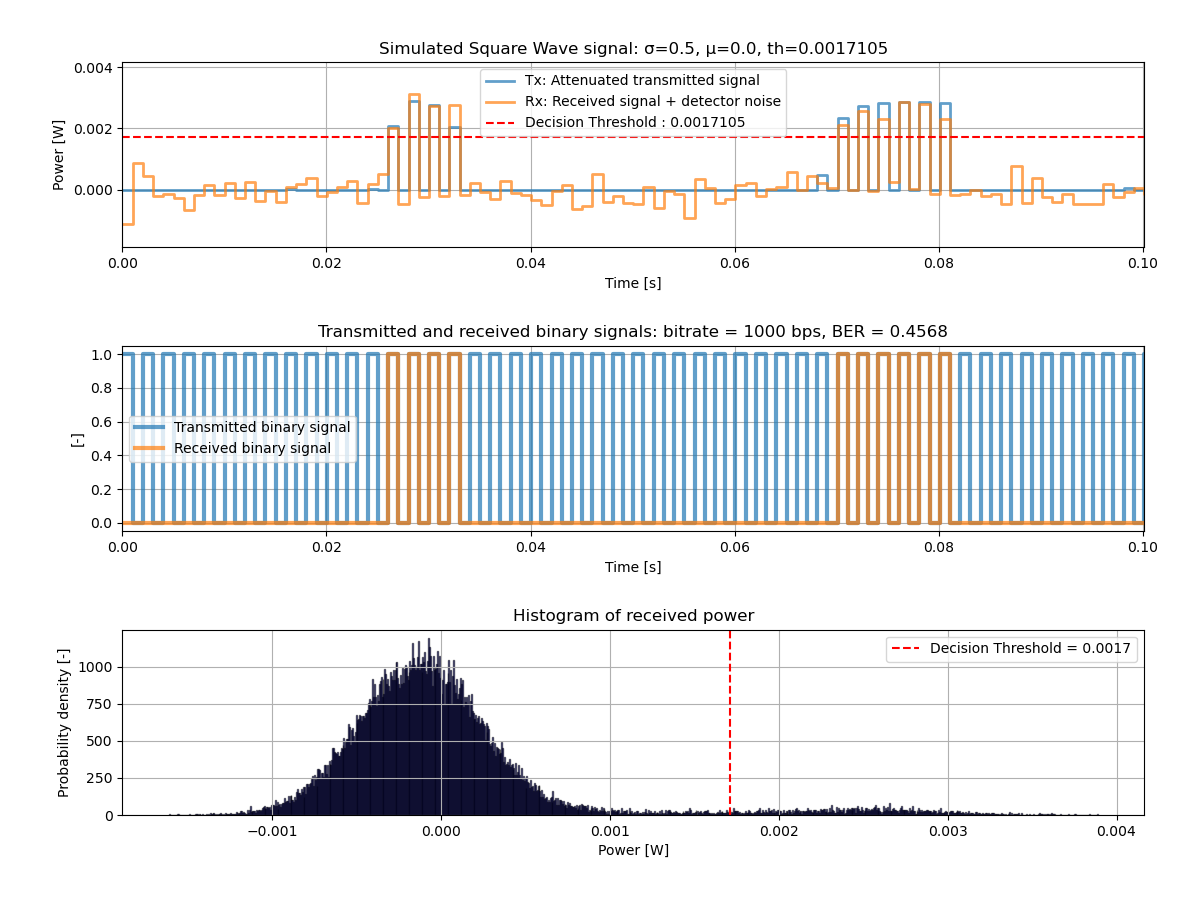 Simulated Square Wave signal: σ=0.5, μ=0.0, th=0.0017105
Power [W]
0.004
0.002
0.000
Tx: Attenuated transmitted signal
Rx: Received signal + detector noise
Decision Threshold : 0.0017105
0.00 0.02 0.04 0.06 0.08 0.10
Time [s]
Transmitted and received binary signals: bitrate = 1000 bps, BER = 0.4568
[-]
1.0
0.8
0.6
0.4
0.2
0.0
Transmitted binary signal
Received binary signal
0.00 0.02 0.04 0.06 0.08 0.10
Time [s]
Histogram of received power
Probability density [-]
1000
750
500
250
0
Decision Threshold = 0.0017
−0.001 0.000 0.001 0.002 0.003 0.004
Power [W]